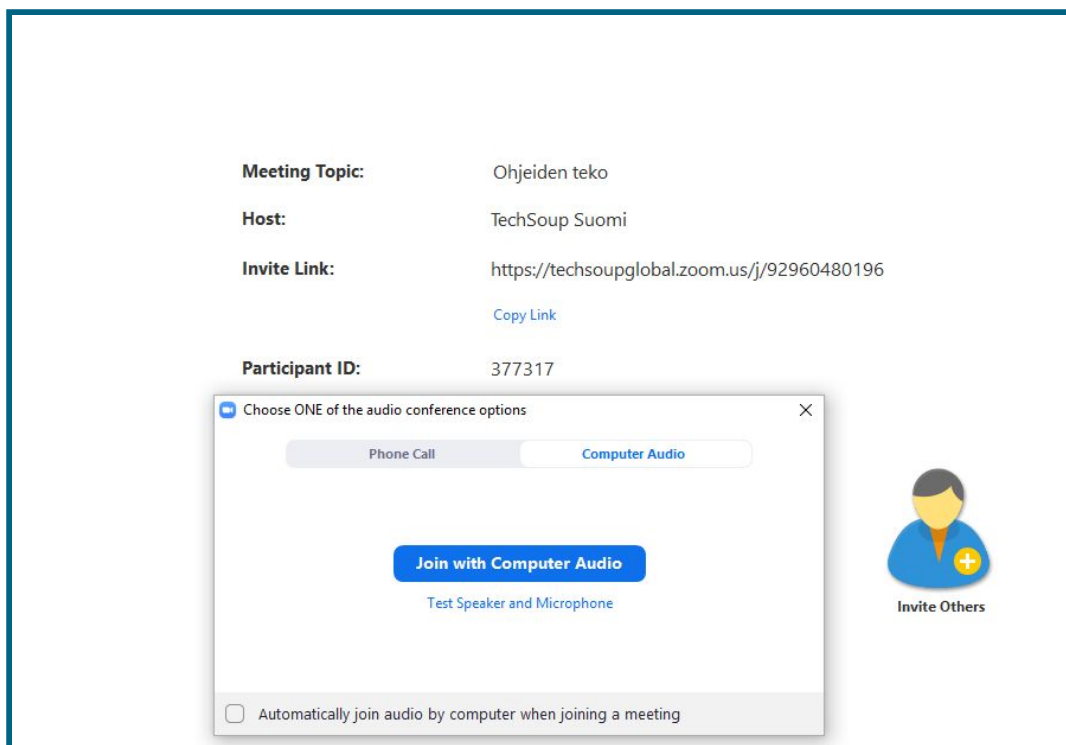 Meeting Topic: Ohjeiden teko
Host: TechSoup Suomi
Invite Link: https://techsoupglobal.zoom.us/j/92960480196
Copy Link
Participant ID: 377317
Choose ONE of the audio conference options
Phone Call Computer Audio
Join with Computer Audio
Test Speaker and Microphone
Invite Others
Automatically join audio by computer when joining a meeting